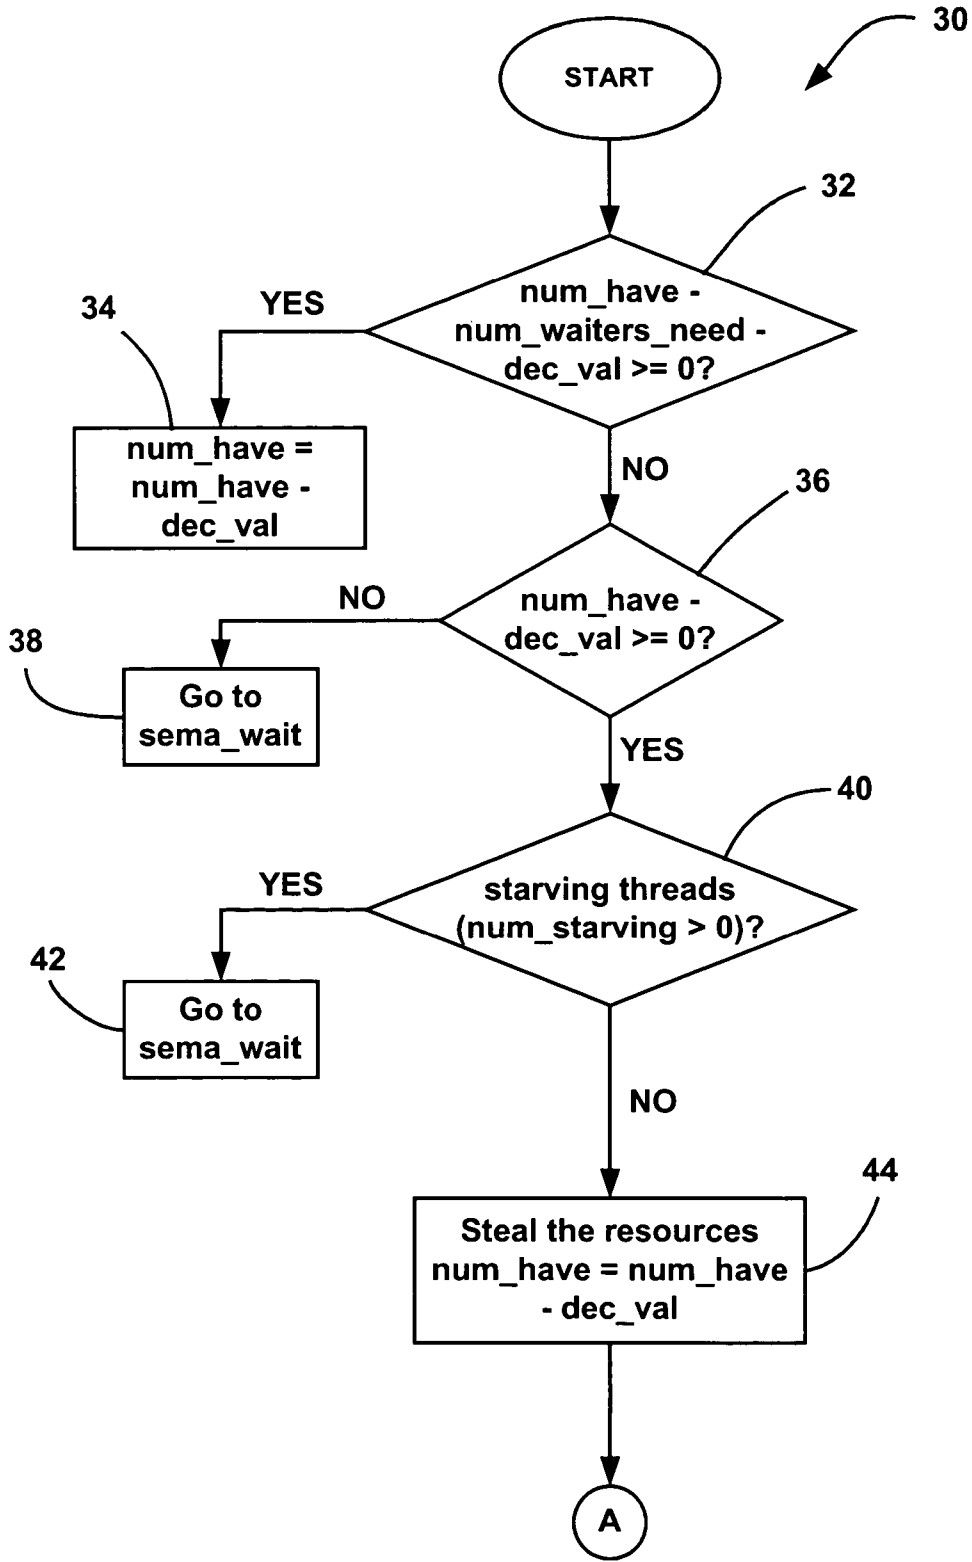 30
START
32
num_have -
num_waiters_need -
dec_val >= 0?
YES
34
num_have =
num_have -
dec_val
NO
36
num_have -
dec_val >= 0?
NO
38
Go to
sema_wait
YES
40
starving threads
(num_starving > 0)?
YES
42
Go to
sema_wait
NO
44
Steal the resources
num_have = num_have
- dec_val
A